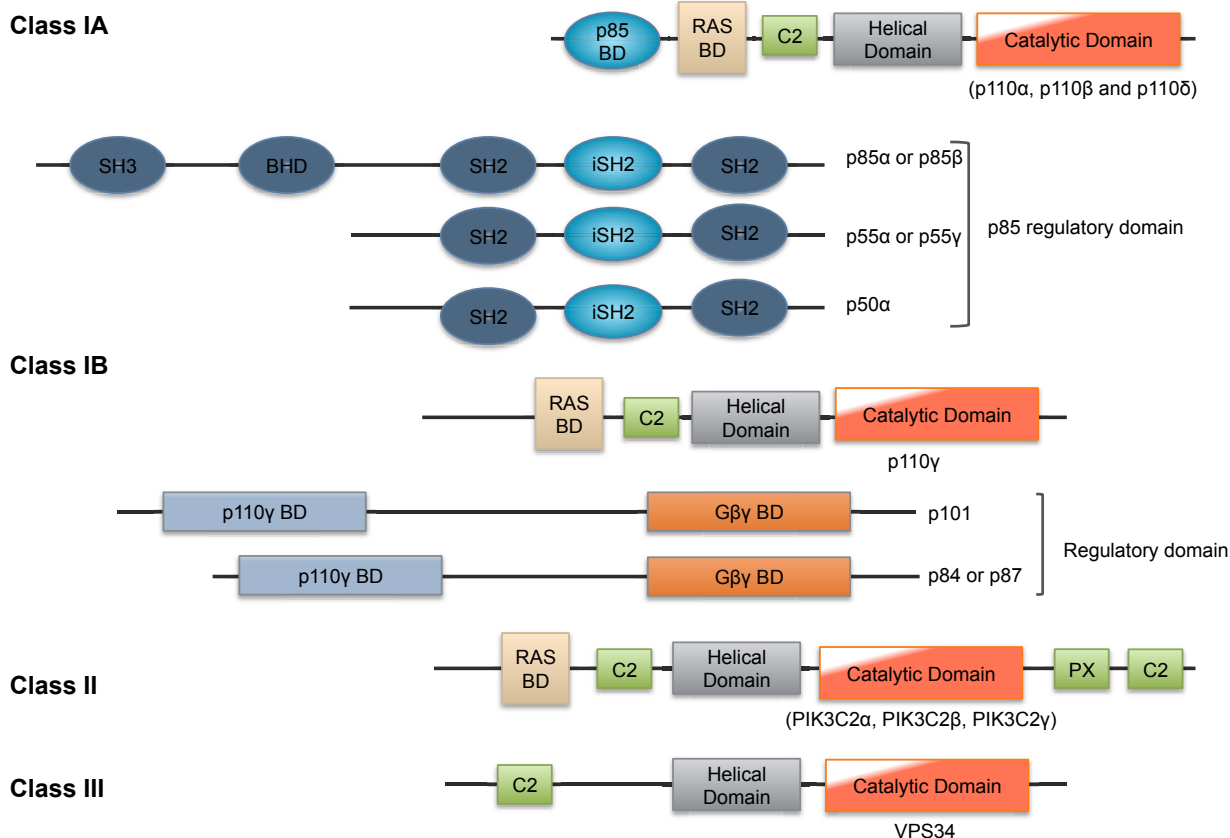 Class IA
p85
BD
RAS
BD
C2
Helical
Domain
Catalytic Domain
(p110α, p110β and p110δ)
SH3
BHD
SH2
iSH2
SH2
p85α or p85β
SH2
iSH2
SH2
p55α or p55γ
p85 regulatory domain
SH2
iSH2
SH2
p50α
Class IB
RAS
BD
C2
Helical
Domain
Catalytic Domain
p110γ
p110γ BD
Gβγ BD
p101
Regulatory domain
p110γ BD
Gβγ BD
p84 or p87
Class II
RAS
BD
C2
Helical
Domain
Catalytic Domain
PX
C2
(PIK3C2α, PIK3C2β, PIK3C2γ)
Class III
C2
Helical
Domain
Catalytic Domain
VPS34